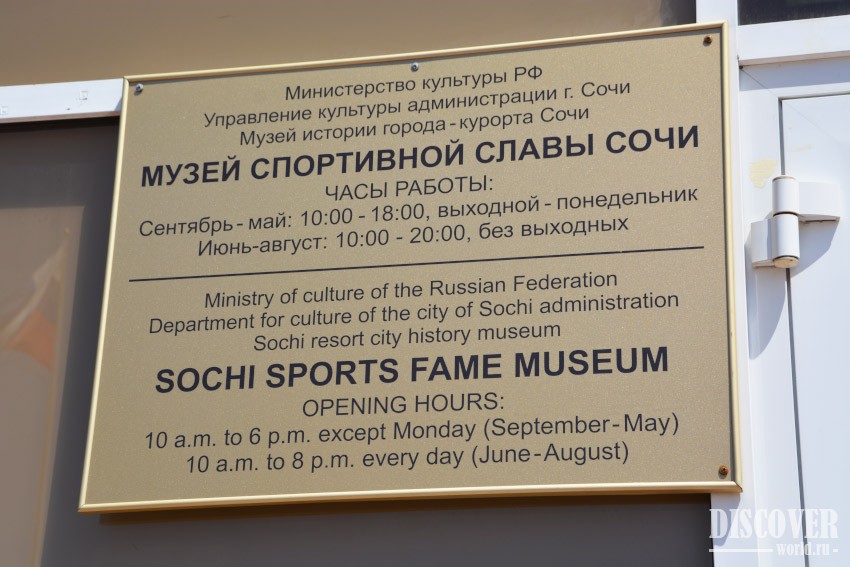 Министерство культуры РФ
Управление культуры администрации г. Сочи
Музей истории города-курорта Сочи
МУЗЕЙ СПОРТИВНОЙ СЛАВЫ СОЧИ
ЧАСЫ РАБОТЫ:
Сентябрь - май: 10:00 - 18:00, выходной - понедельник
Июнь-август: 10:00 - 20:00, без выходных
Ministry of culture of the Russian Federation
Department for culture of the city of Sochi administration
Sochi resort city history museum
SOCHI SPORTS FAME MUSEUM
OPENING HOURS:
10 a.m. to 6 p.m. except Monday (September-May)
10 a.m. to 8 p.m. every day (June-August)
DISCOVER
world.ru